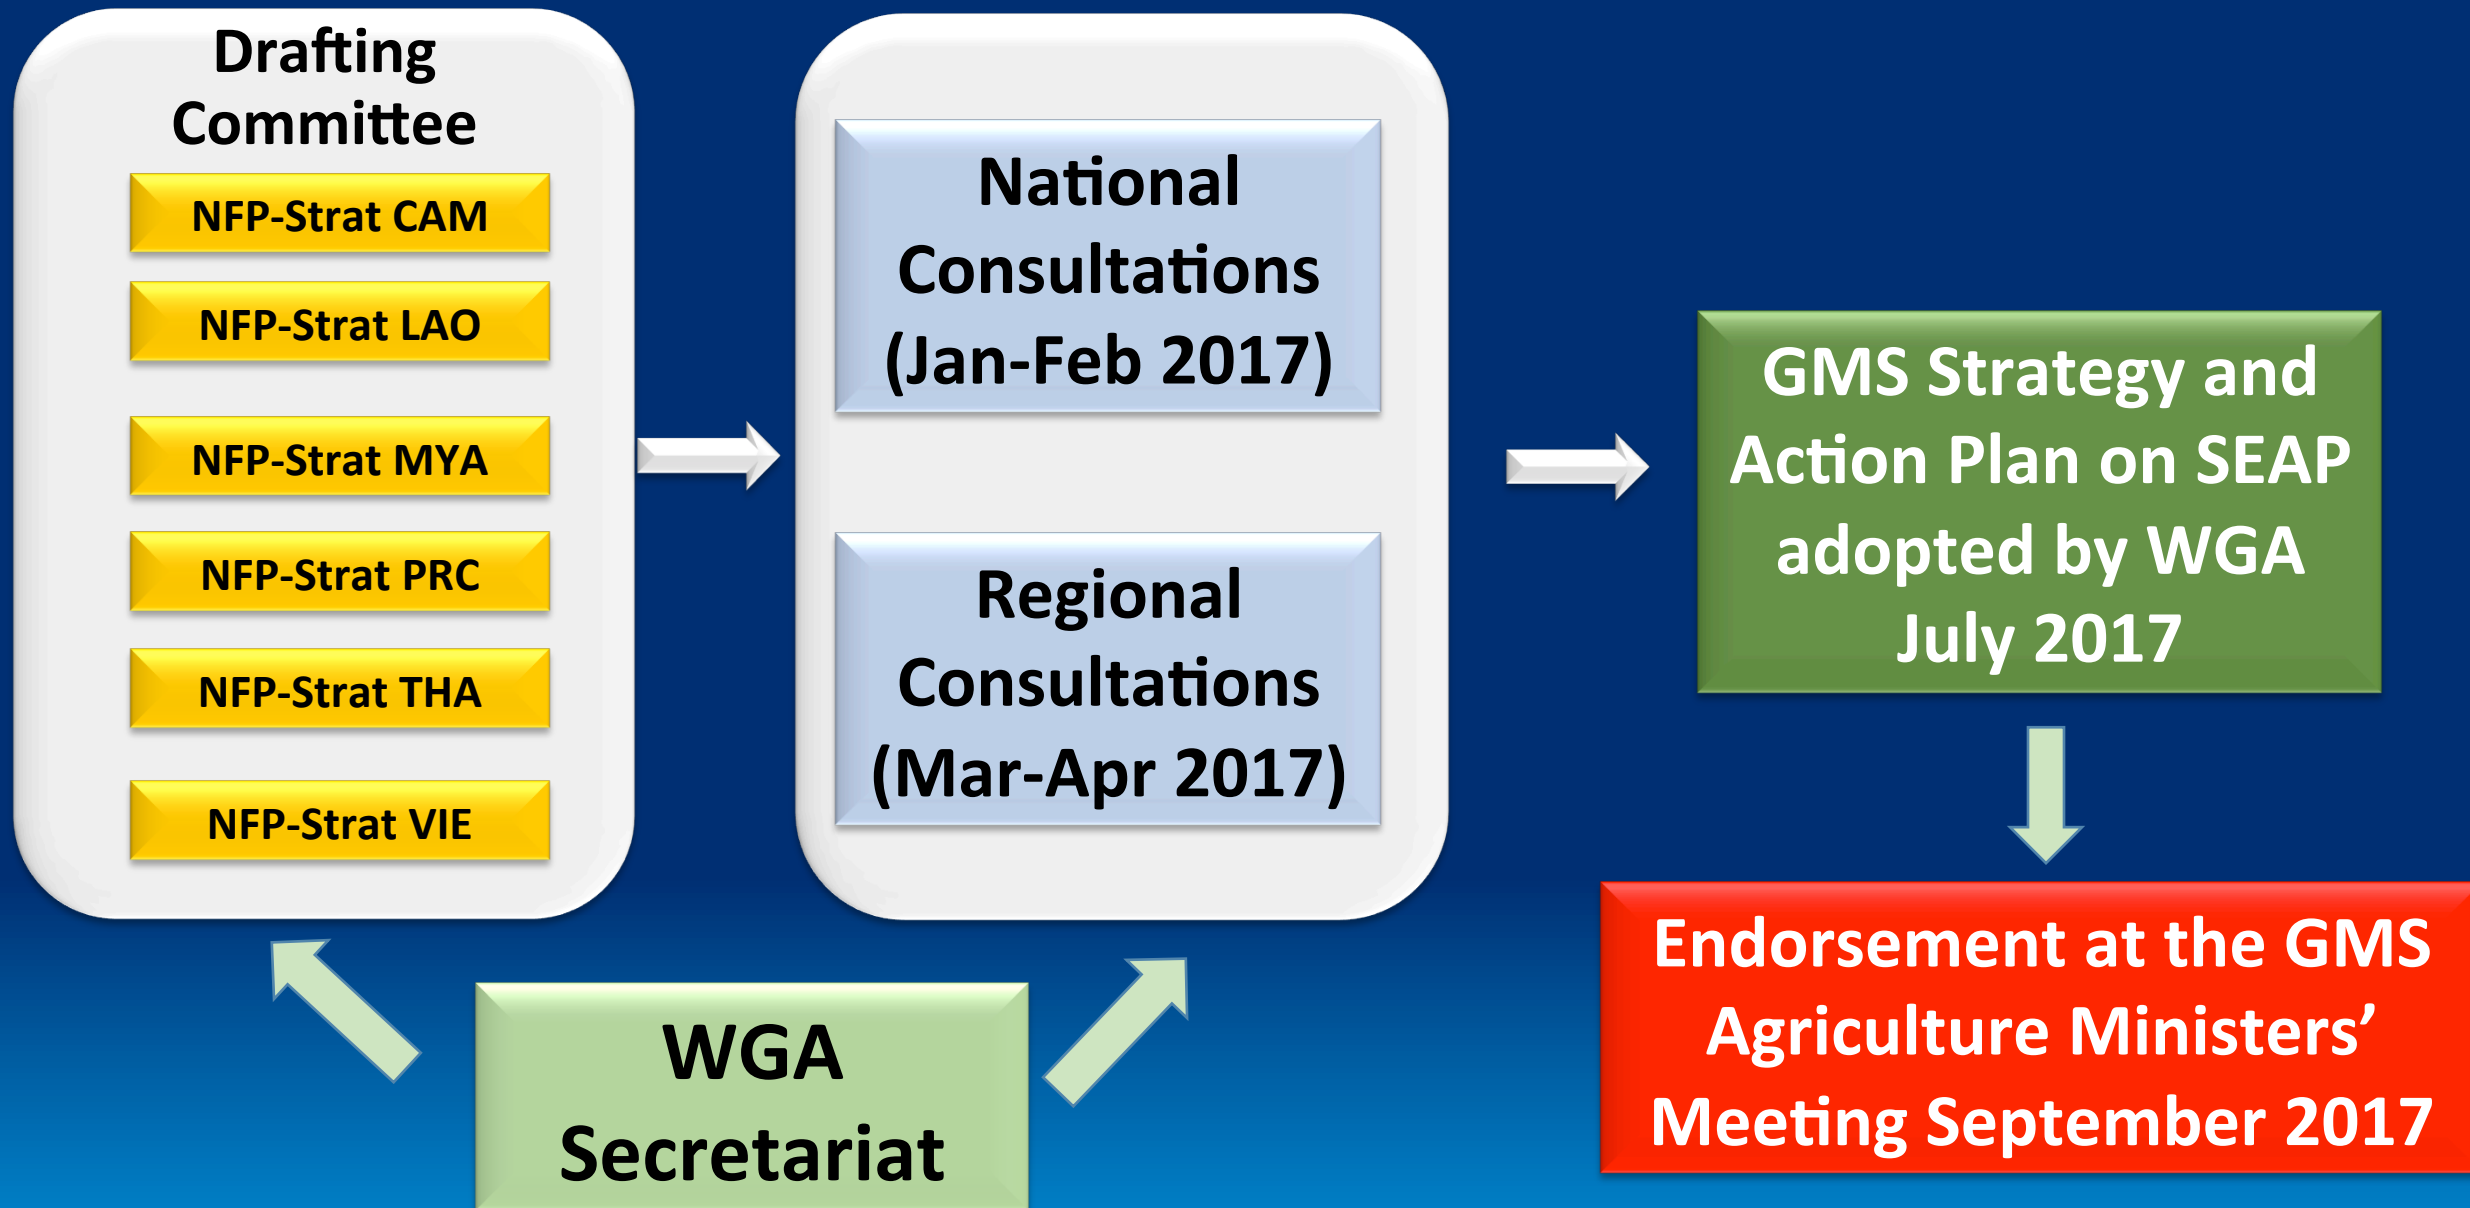 Drafting
Committee
NFP-Strat CAM
NFP-Strat LAO
NFP-Strat MYA
NFP-Strat PRC
NFP-Strat THA
NFP-Strat VIE
National
Consultations
(Jan-Feb 2017)
Regional
Consultations
(Mar-Apr 2017)
GMS Strategy and
Action Plan on SEAP
adopted by WGA
July 2017
Endorsement at the GMS
Agriculture Ministers’
Meeting September 2017
WGA
Secretariat